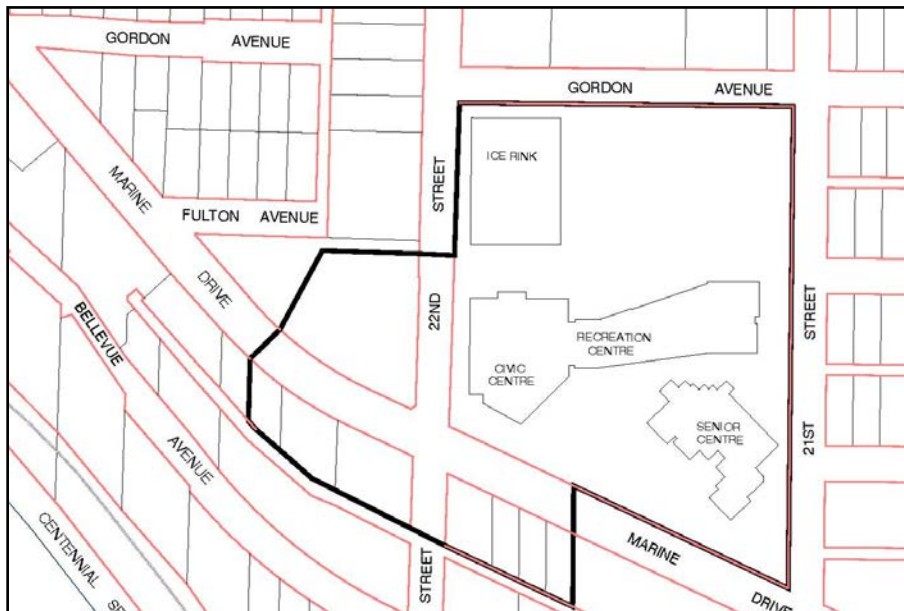 GORDON AVENUE
GORDON AVENUE
ICE RINK
STREET
MARINE
FULTON AVENUE
DRIVE
22ND
BELLEVUE
STREET
RECREATION
CENTRE
CIVIC
CENTRE
SENIOR
CENTRE
21ST
AVENUE
CENTENNIAL
STREET
MARINE
DRIVE